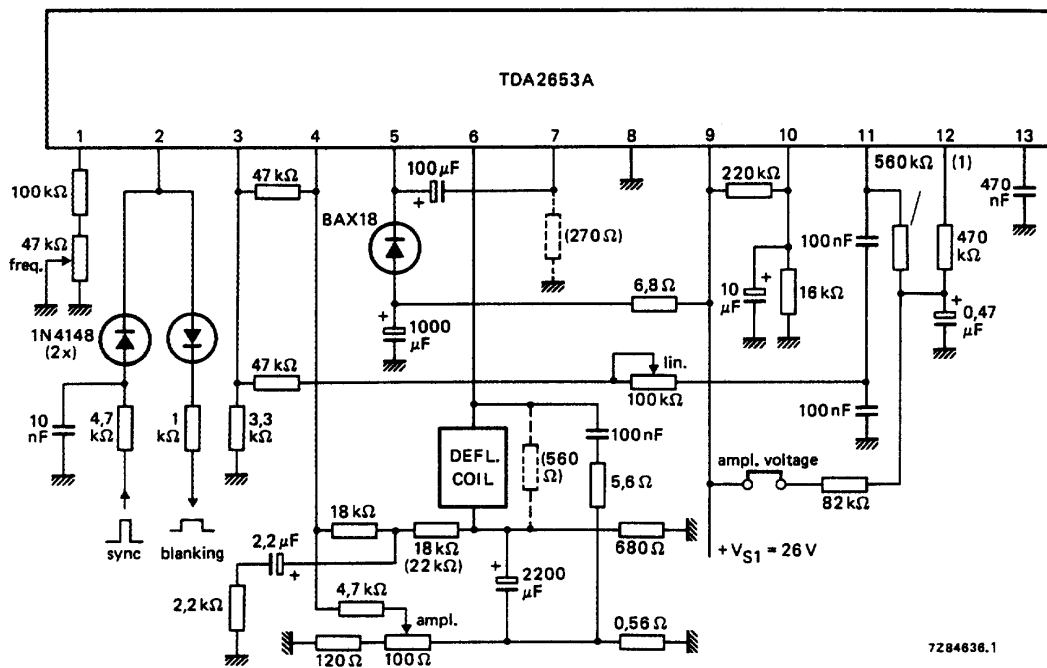 TDA2653A
1 2 3 4 5 6 7 8 9 10 11 12 13
560 kΩ (1)
100 kΩ
47 kΩ
100 μF
+
220 kΩ
470 nF
BAX18
47 kΩ
freq.
(270 Ω)
100 nF
470 kΩ
6,8 Ω
10 μF
+
16 kΩ
+
0,47 μF
1N4148 (2x)
+
1000 μF
47 kΩ
lin.
100 kΩ
10 nF
4,7 kΩ
1 kΩ
3,3 kΩ
100 nF
100 nF
DEFL. COIL
(560 Ω)
5,6 Ω
ampl. voltage
82 kΩ
sync
blanking
18 kΩ
18 kΩ
(22 kΩ)
680 Ω
+ VS1 = 26 V
2,2 μF
+
+
2200 μF
2,2 kΩ
4,7 kΩ
ampl.
0,56 Ω
120 Ω
100 Ω
7Z84636.1